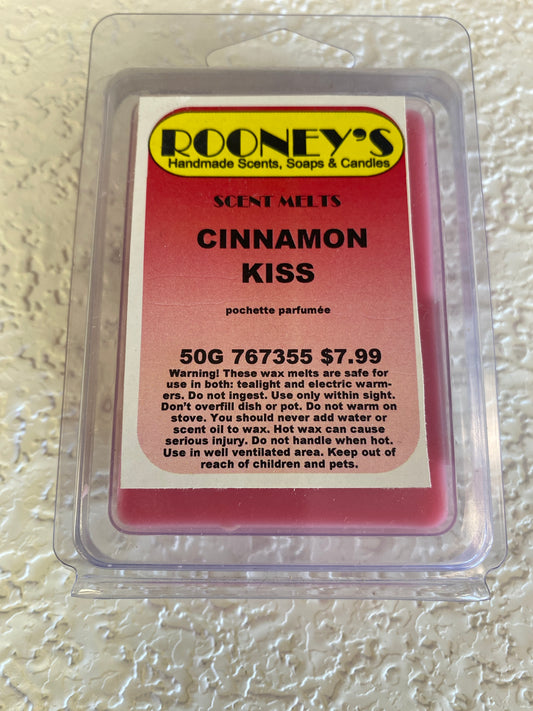 ROONEY'S
Handmade Scents, Soaps & Candles
SCENT MELTS
CINNAMON
KISS
pochette parfumée
50G 767355 $7.99
Warning! These wax melts are safe for
use in both: tealight and electric warm-
ers. Do not ingest. Use only within sight.
Don't overfill dish or pot. Do not warm on
stove. You should never add water or
scent oil to wax. Hot wax can cause
serious injury. Do not handle when hot.
Use in well ventilated area. Keep out of
reach of children and pets.